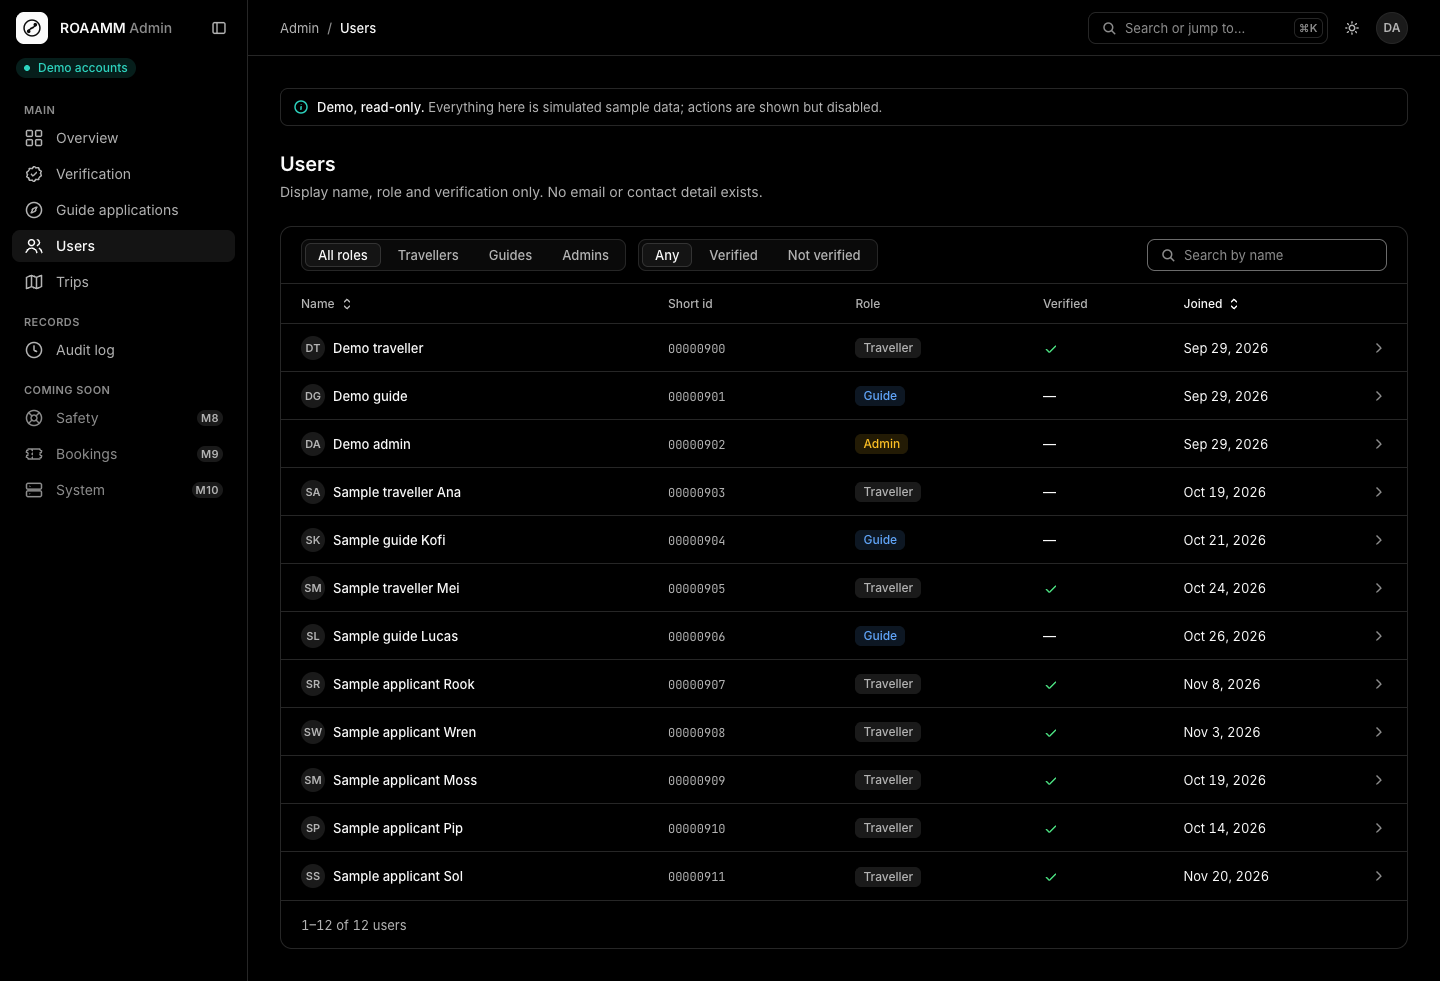 ROAAMM Admin
Demo accounts
MAIN
Overview
Verification
Guide applications
Users
Trips
RECORDS
Audit log
COMING SOON
Safety M8
Bookings M9
System M10
Admin / Users
Search or jump to... ⌘K
DA
Demo, read-only. Everything here is simulated sample data; actions are shown but disabled.
Users
Display name, role and verification only. No email or contact detail exists.
All roles Travellers Guides Admins Any Verified Not verified Search by name
Name Short id Role Verified Joined
DT Demo traveller 00000900 Traveller Sep 29, 2026
DG Demo guide 00000901 Guide — Sep 29, 2026
DA Demo admin 00000902 Admin — Sep 29, 2026
SA Sample traveller Ana 00000903 Traveller — Oct 19, 2026
SK Sample guide Kofi 00000904 Guide — Oct 21, 2026
SM Sample traveller Mei 00000905 Traveller Oct 24, 2026
SL Sample guide Lucas 00000906 Guide — Oct 26, 2026
SR Sample applicant Rook 00000907 Traveller Nov 8, 2026
SW Sample applicant Wren 00000908 Traveller Nov 3, 2026
SM Sample applicant Moss 00000909 Traveller Oct 19, 2026
SP Sample applicant Pip 00000910 Traveller Oct 14, 2026
SS Sample applicant Sol 00000911 Traveller Nov 20, 2026
1–12 of 12 users